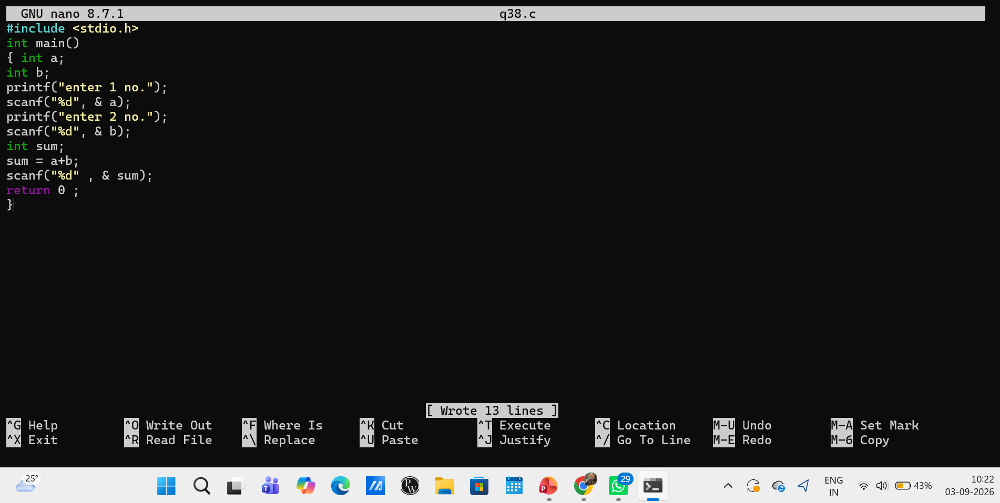 GNU nano 8.7.1 q38.c
#include <stdio.h>
int main()
{ int a;
int b;
printf("enter 1 no.");
scanf("%d", & a);
printf("enter 2 no.");
scanf("%d", & b);
int sum;
sum = a+b;
scanf("%d" , & sum);
return 0 ;
}
[ Wrote 13 lines ]
^G Help ^O Write Out ^F Where Is ^K Cut ^T Execute ^C Location M-U Undo M-A Set Mark
^X Exit ^R Read File ^\ Replace ^U Paste ^J Justify ^/ Go To Line M-E Redo M-6 Copy
25°
T
PW
P
29
ENG
IN
43%
10:22
03-09-2026